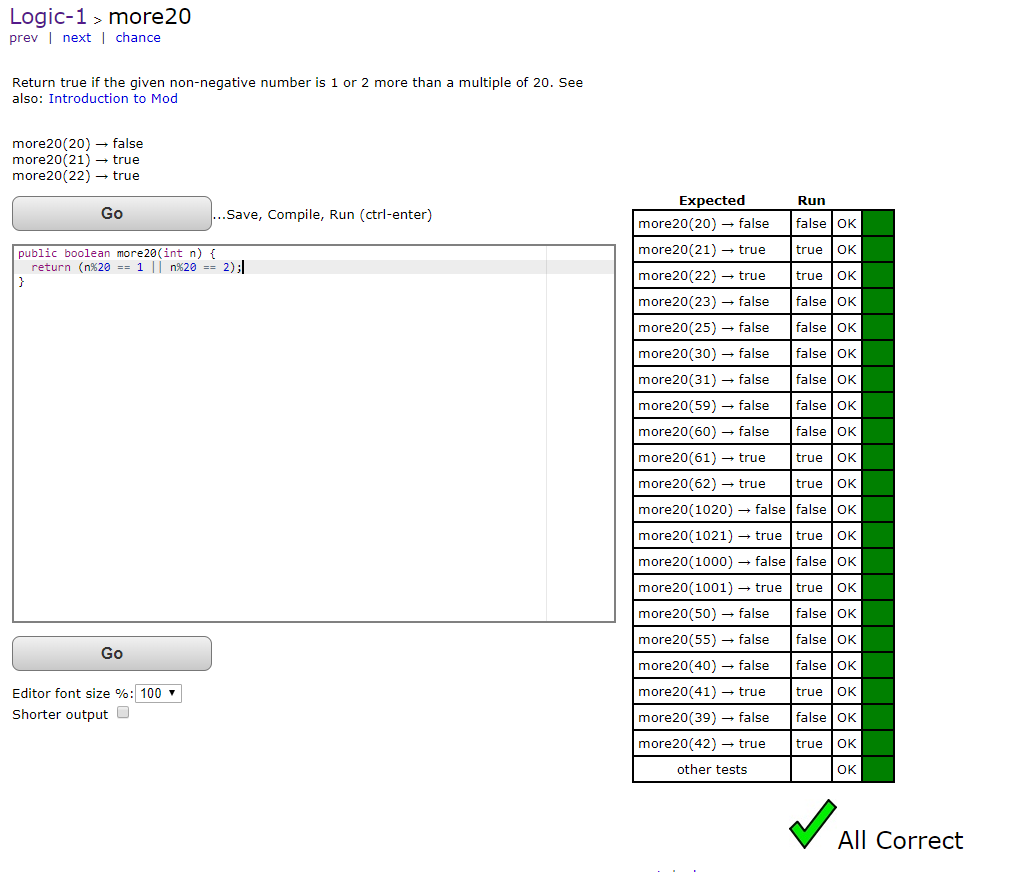 Logic-1 > more20
prev | next | chance
Return true if the given non-negative number is 1 or 2 more than a multiple of 20. See
also: Introduction to Mod
more20(20) → false
more20(21) → true
more20(22) → true
Go
...Save, Compile, Run (ctrl-enter)
public boolean more20(int n) {
return (n%20 == 1 || n%20 == 2);
}
Go
Editor font size %: 100 ▼
Shorter output
Expected Run
more20(20) → false false OK
more20(21) → true true OK
more20(22) → true true OK
more20(23) → false false OK
more20(25) → false false OK
more20(30) → false false OK
more20(31) → false false OK
more20(59) → false false OK
more20(60) → false false OK
more20(61) → true true OK
more20(62) → true true OK
more20(1020) → false false OK
more20(1021) → true true OK
more20(1000) → false false OK
more20(1001) → true true OK
more20(50) → false false OK
more20(55) → false false OK
more20(40) → false false OK
more20(41) → true true OK
more20(39) → false false OK
more20(42) → true true OK
other tests OK
All Correct